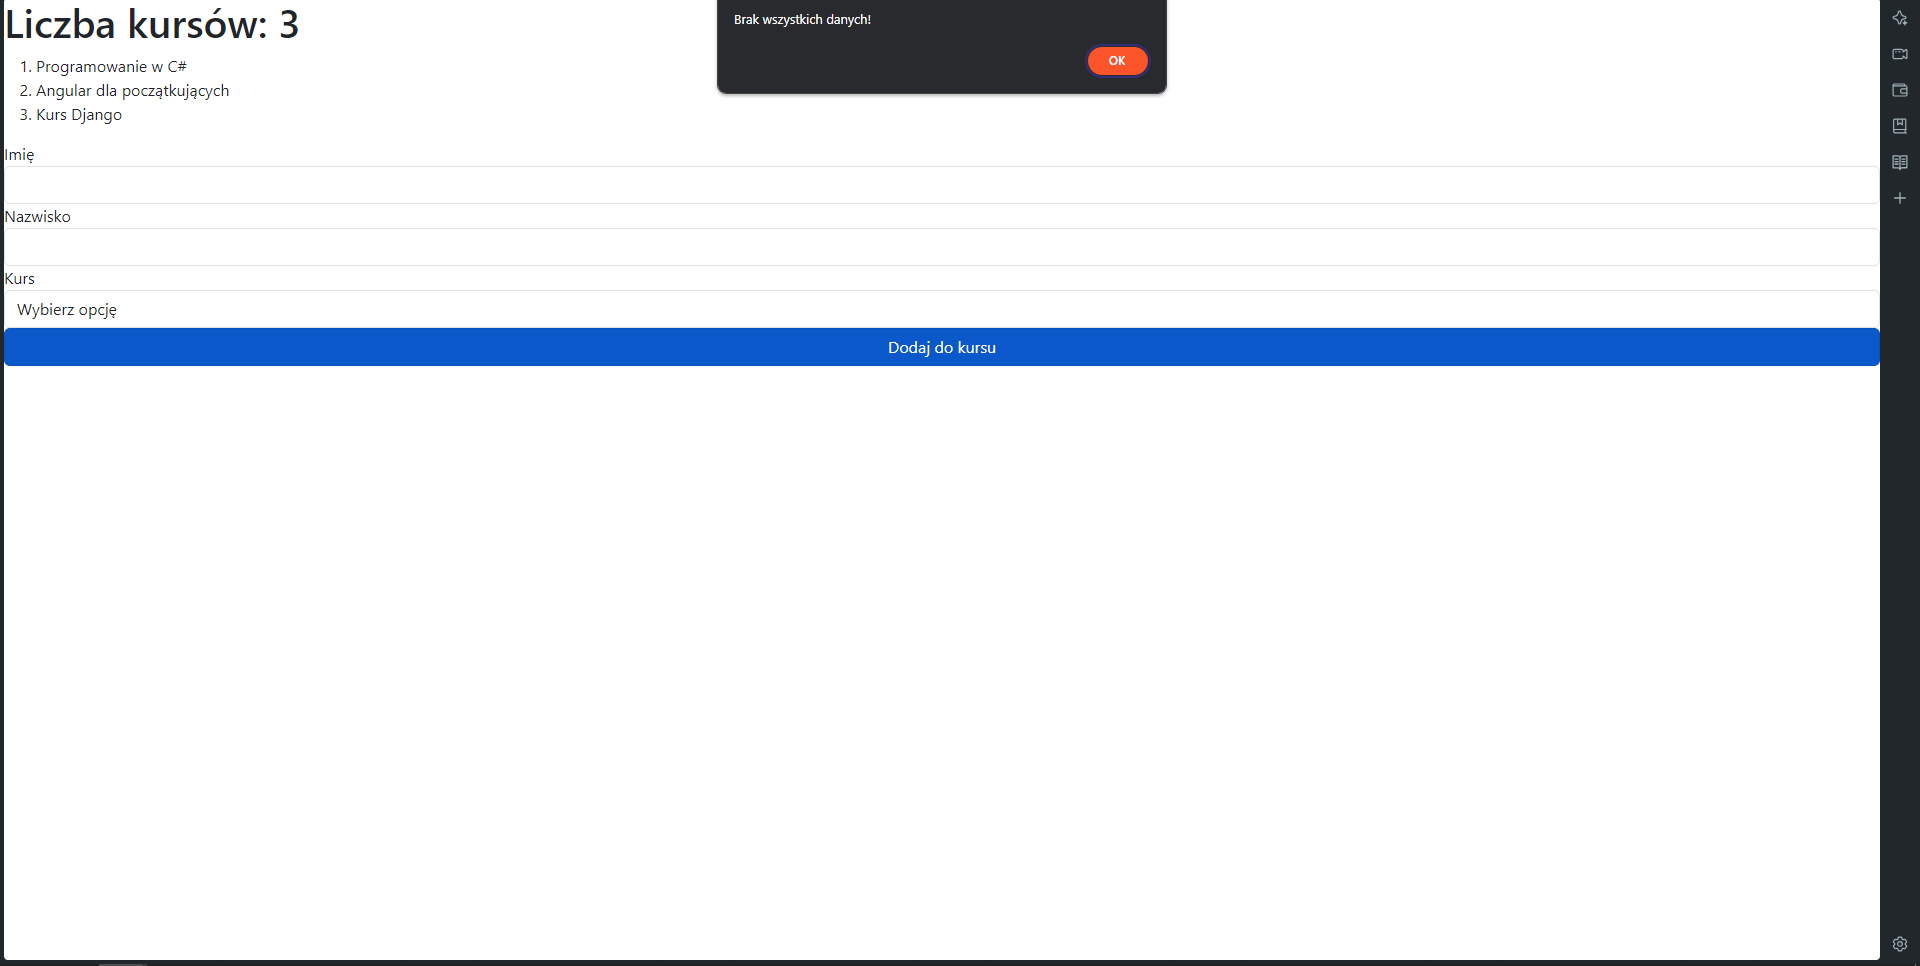 Brak wszystkich danych!
OK
Liczba kursów: 3
1. Programowanie w C#
2. Angular dla początkujących
3. Kurs Django
Imię
Nazwisko
Kurs
Wybierz opcję
Dodaj do kursu